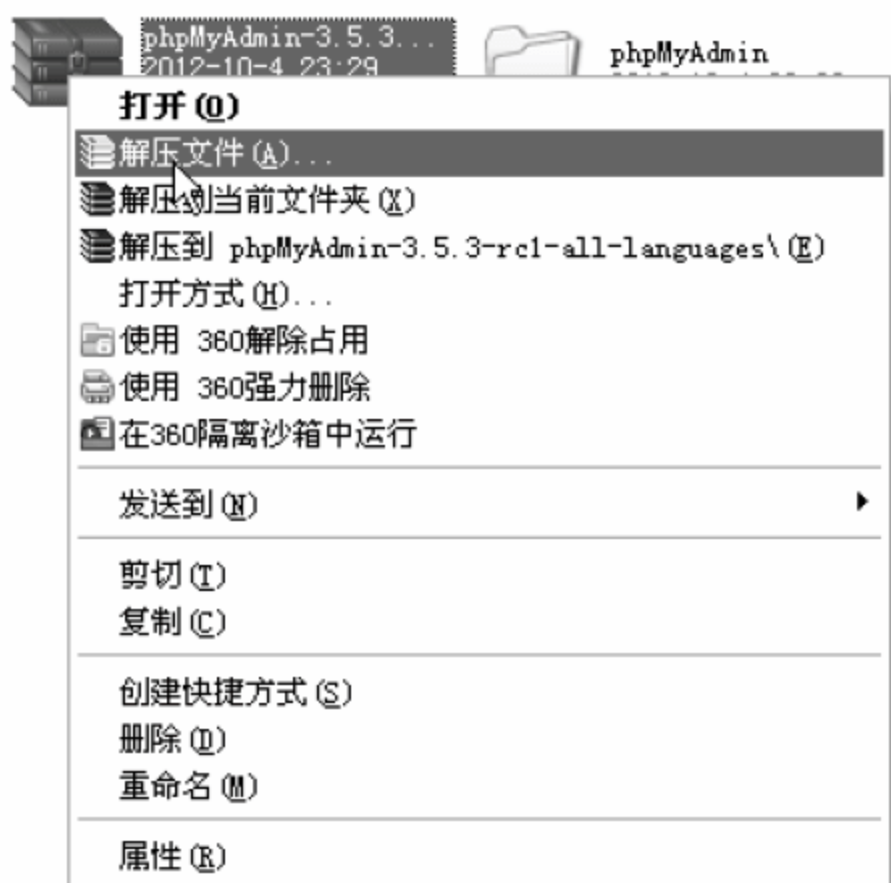 phpMyAdmin-3.5.3...
2012-10-4 23:29
phpMyAdmin
打开(O)
解压文件(A)...
解压到当前文件夹(X)
解压到 phpMyAdmin-3.5.3-rc1-all-languages\(E)
打开方式(H)...
使用 360解除占用
使用 360强力删除
在360隔离沙箱中运行
发送到(N)
剪切(T)
复制(C)
创建快捷方式(S)
删除(D)
重命名(M)
属性(R)